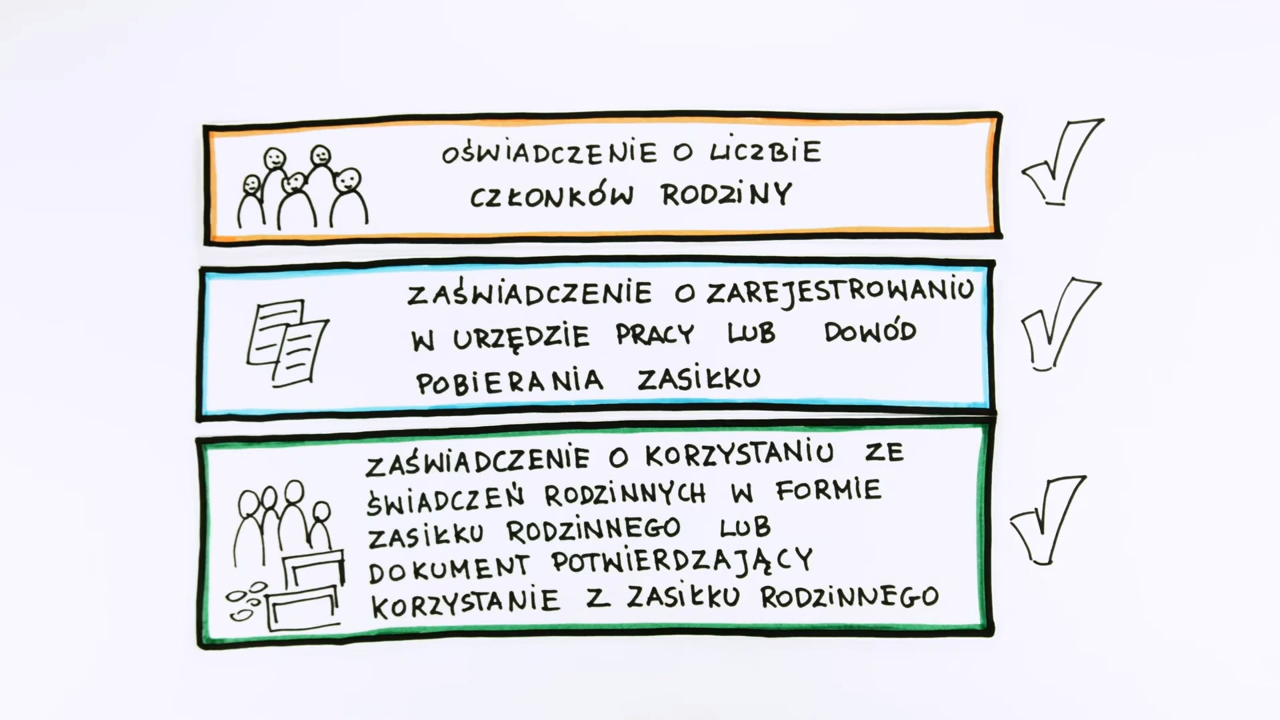 OŚWIADCZENIE O LICZBIE
CZŁONKÓW RODZINY
ZAŚWIADCZENIE O ZAREJESTROWANIU
W URZĘDZIE PRACY LUB DOWÓD
POBIERANIA ZASIŁKU
ZAŚWIADCZENIE O KORZYSTANIU ZE
ŚWIADCZEŃ RODZINNYCH W FORMIE
ZASIŁKU RODZINNEGO LUB
DOKUMENT POTWIERDZAJĄCY
KORZYSTANIE Z ZASIŁKU RODZINNEGO